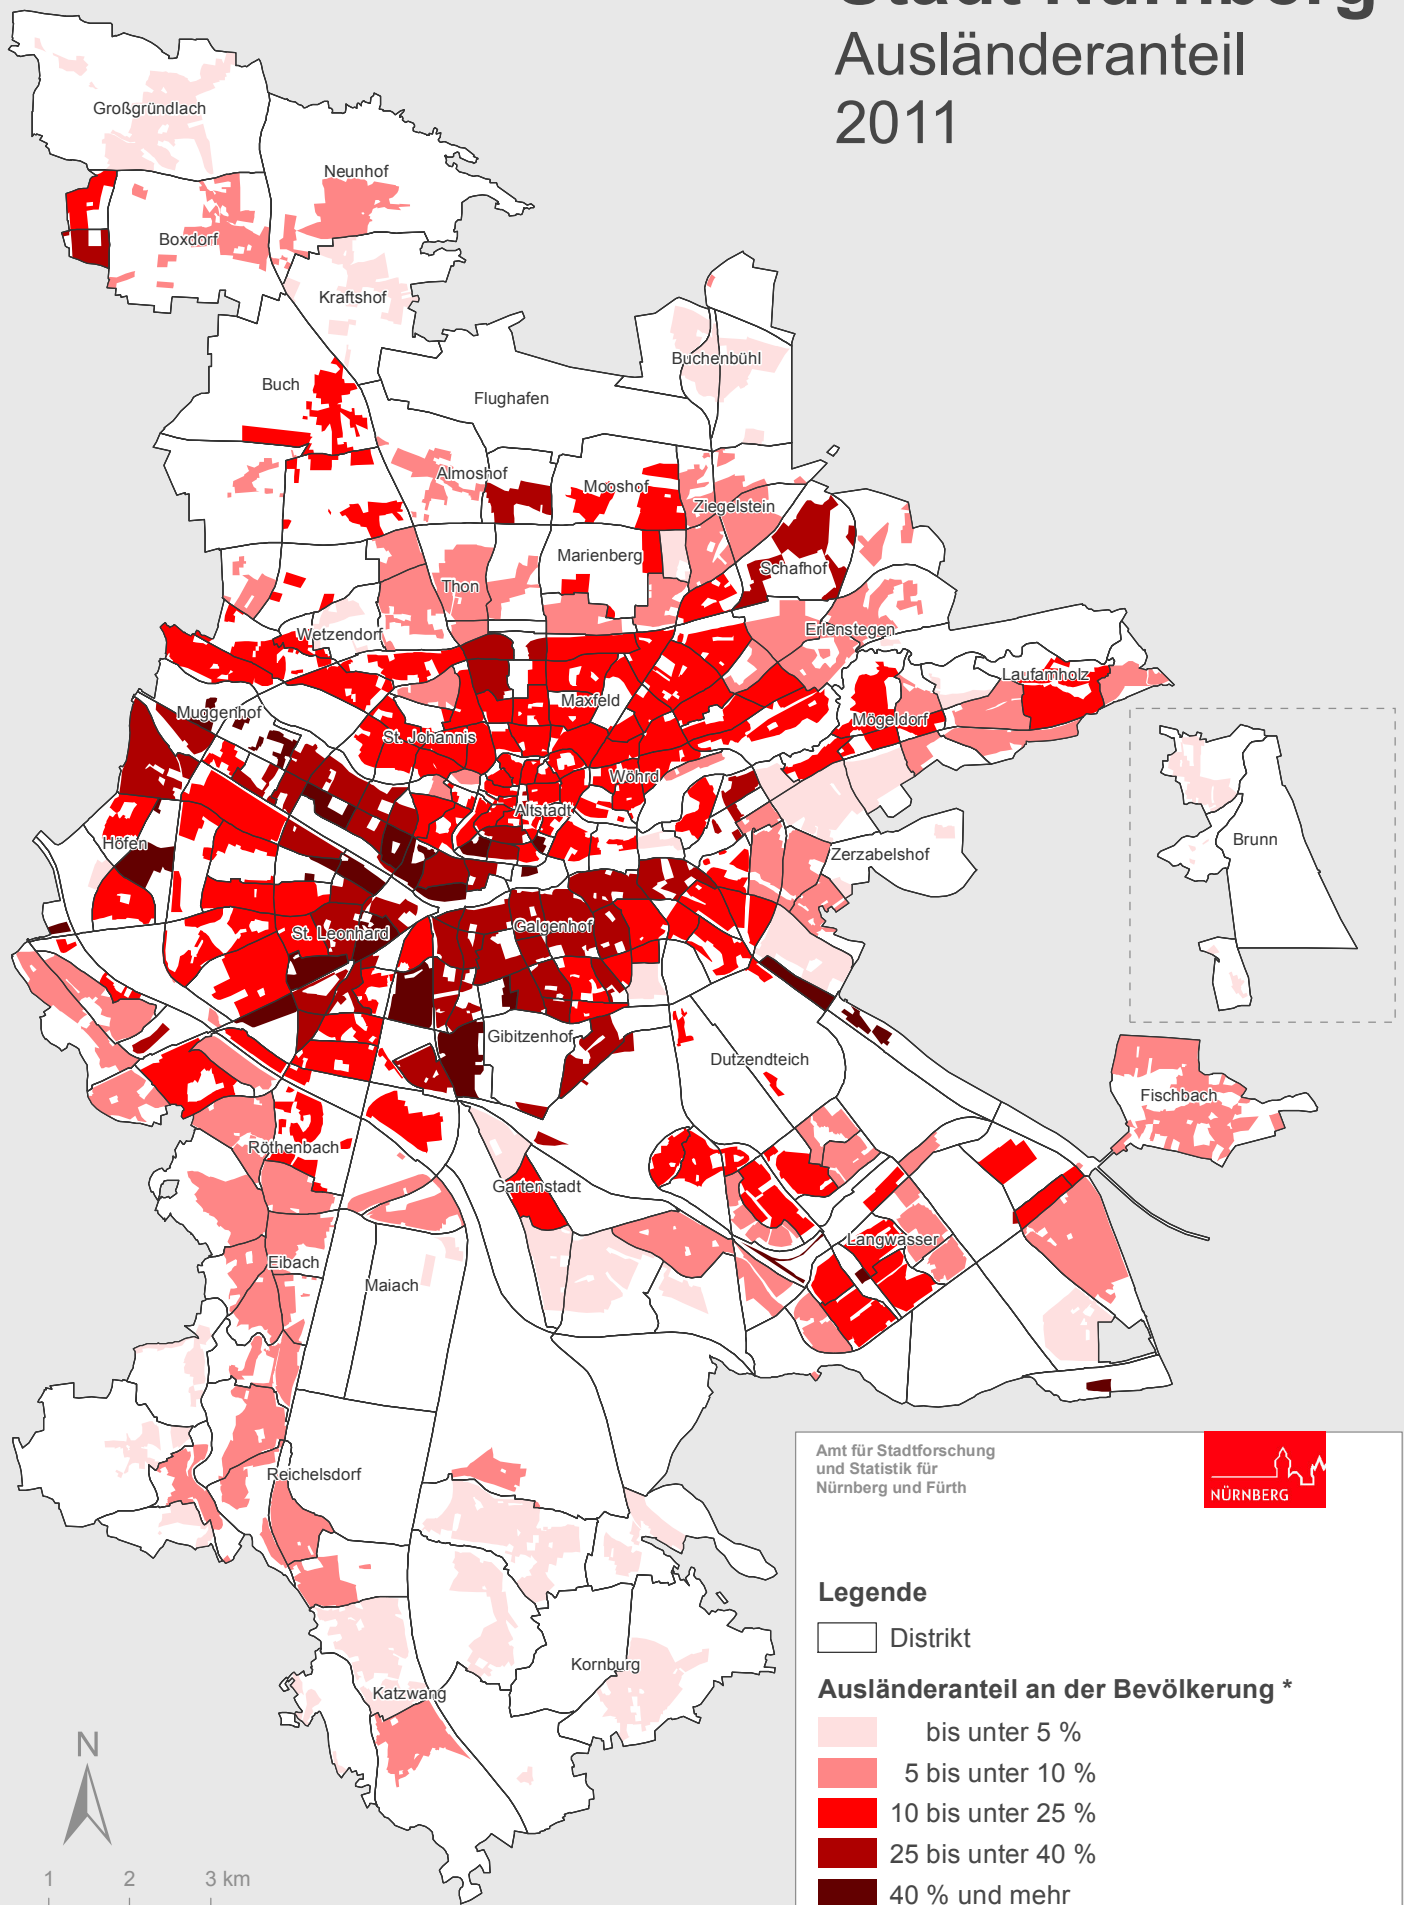 Stadt Nürnberg
Ausländeranteil
2011
Großgründlach
Neunhof
Boxdorf
Kraftshof
Buchenbühl
Buch
Flughafen
Almoshof
Mooshof
Ziegelstein
Marienberg
Schafhof
Thon
Erlenstegen
Wetzendorf
Laufamholz
Maxfeld
Muggenhof
Mögeldorf
St. Johannis
Wöhrd
Altstadt
Höfen
Zerzabelshof
Brunn
St. Leonhard
Galgenhof
Gibitzenhof
Dutzendteich
Fischbach
Röthenbach
Gartenstadt
Langwasser
Eibach
Maiach
Reichelsdorf
Kornburg
Katzwang
N
1 2 3 km
Amt für Stadtforschung
und Statistik für
Nürnberg und Fürth
NÜRNBERG
Legende
Distrikt
Ausländeranteil an der Bevölkerung *
bis unter 5 %
5 bis unter 10 %
10 bis unter 25 %
25 bis unter 40 %
40 % und mehr